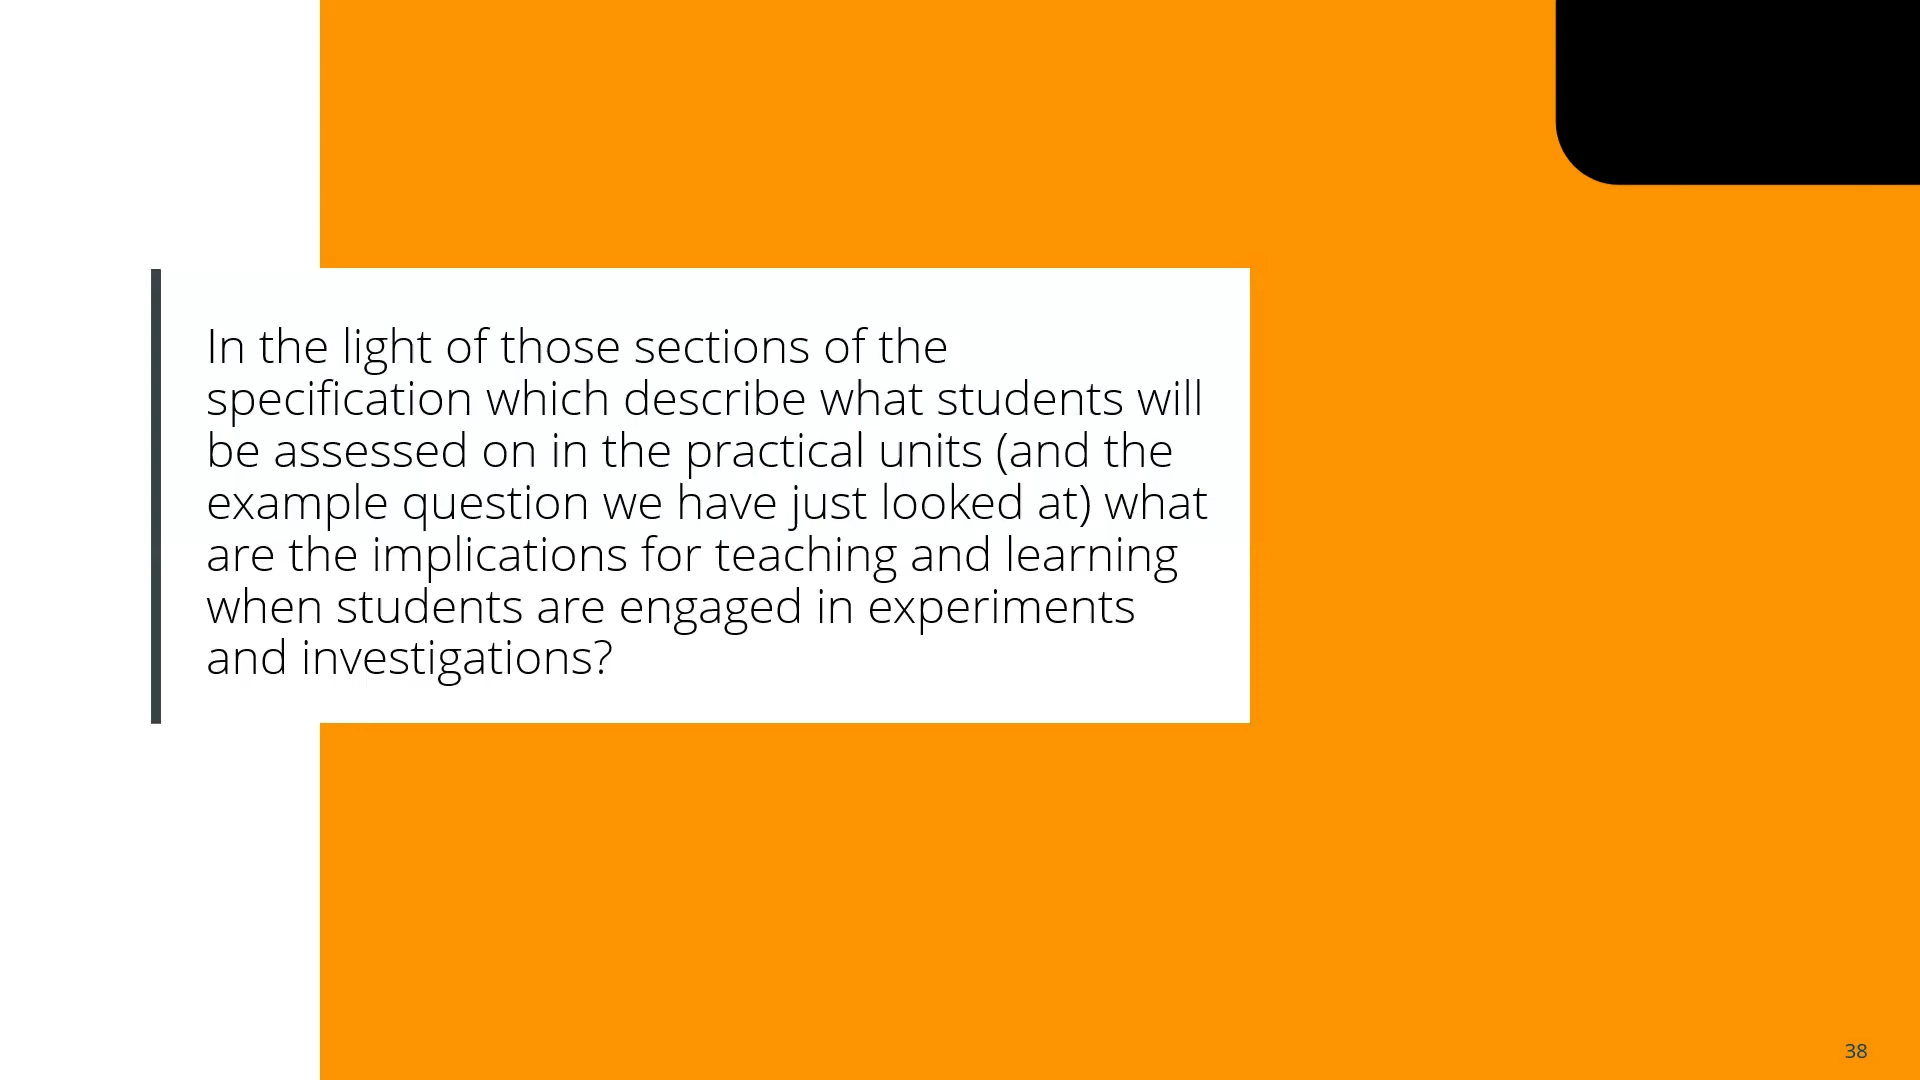 In the light of those sections of the
specification which describe what students will
be assessed on in the practical units (and the
example question we have just looked at) what
are the implications for teaching and learning
when students are engaged in experiments
and investigations?
38